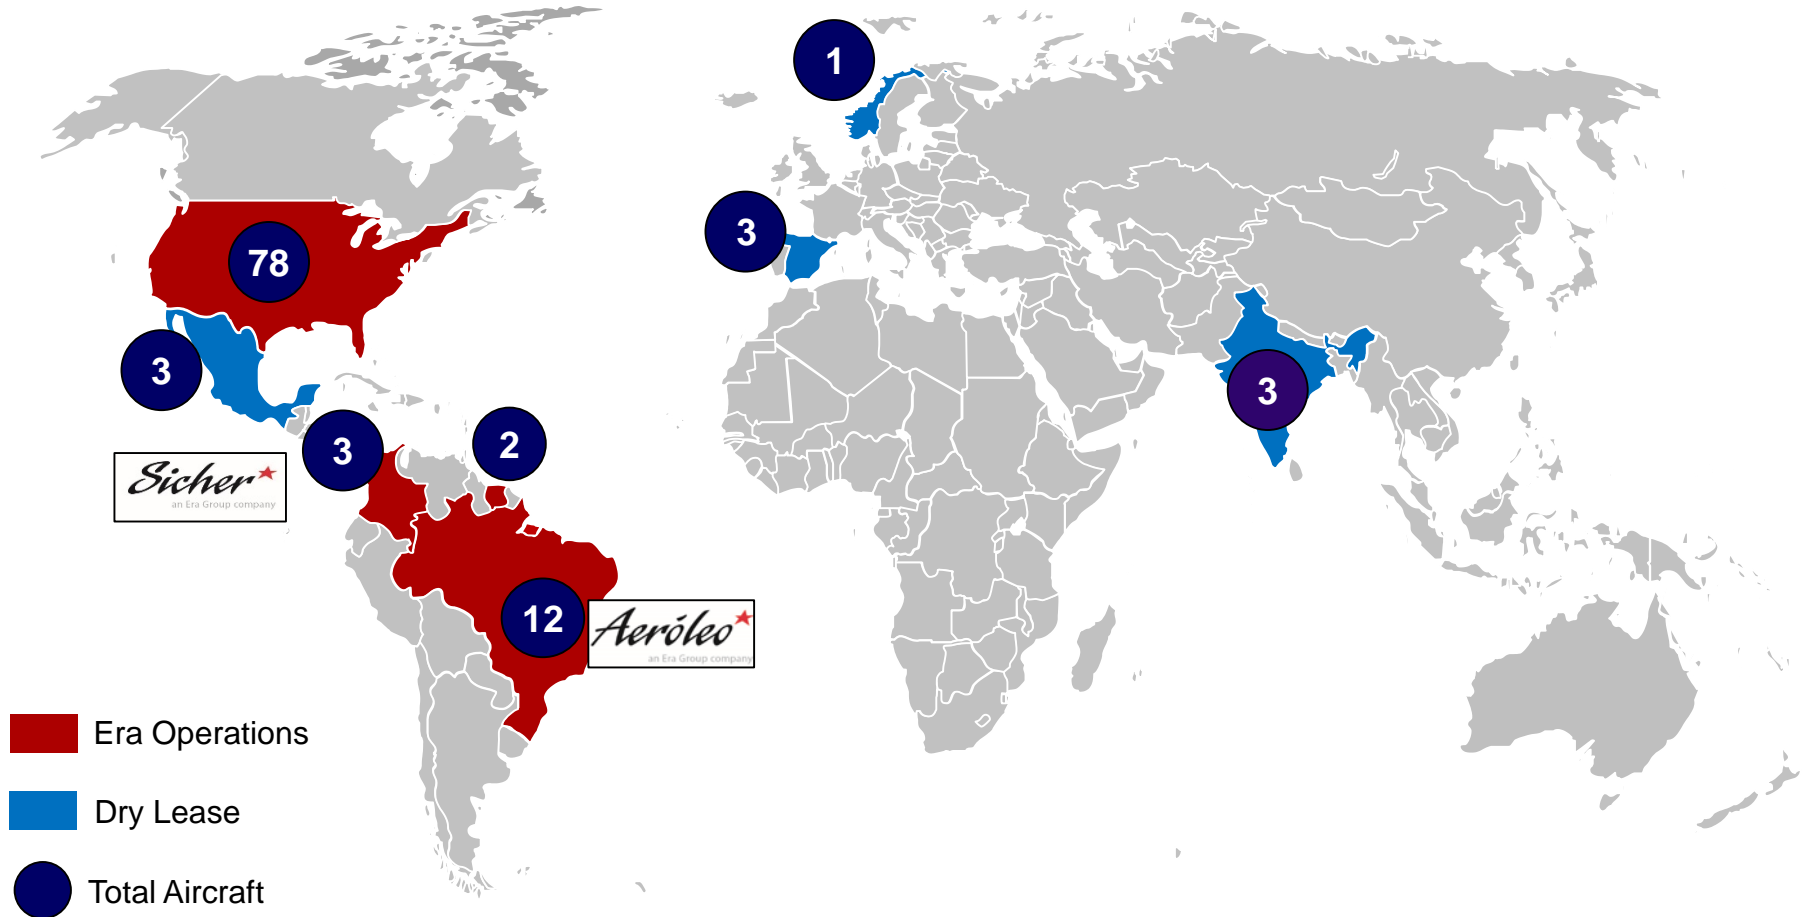 1
3
78
3
3
3
2
Sicher
an Era Group company
12
Aeróleo
an Era Group company
Era Operations
Dry Lease
Total Aircraft